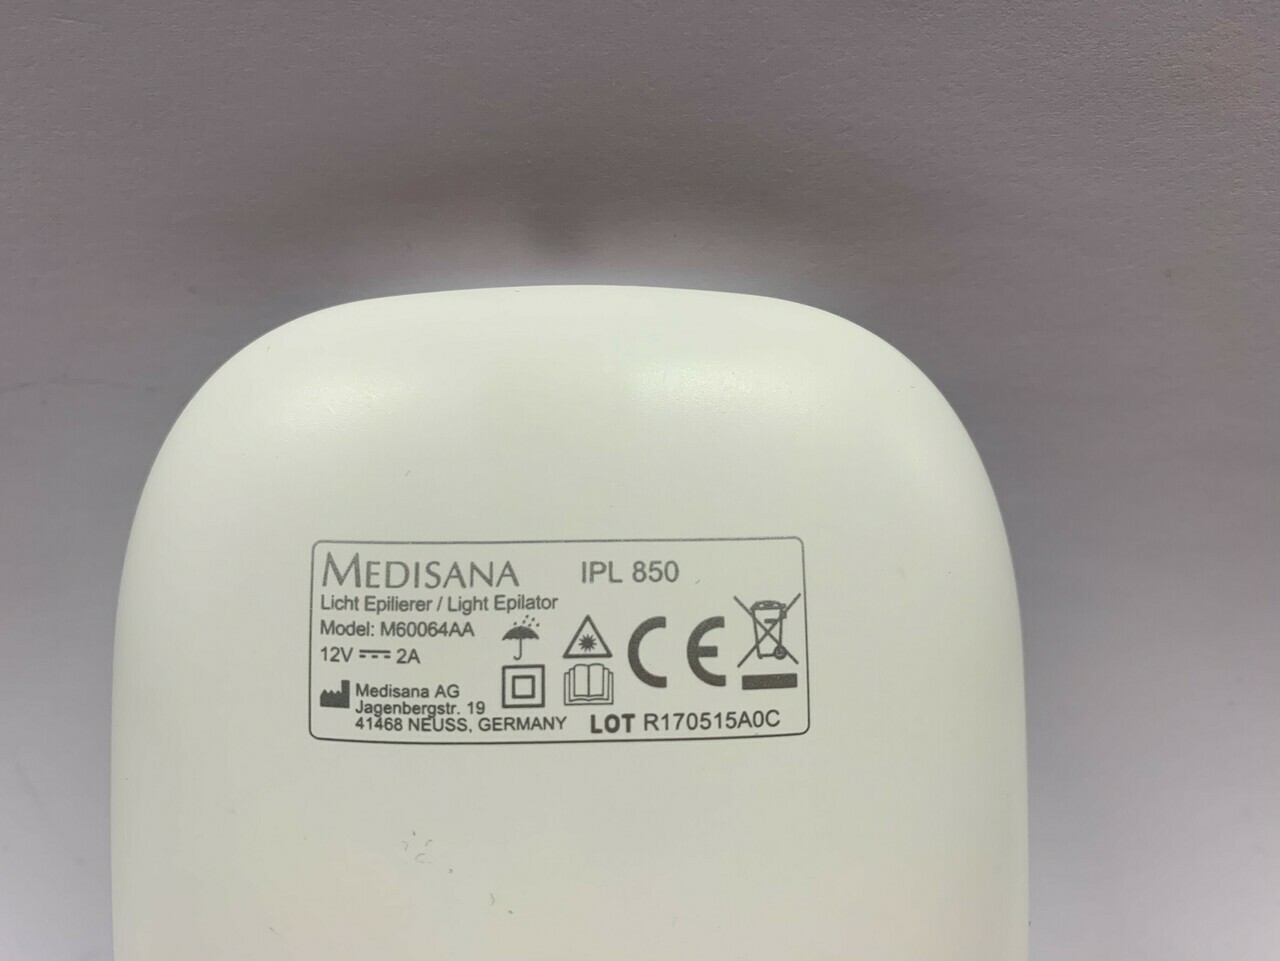 MEDISANA IPL 850
Licht Epilierer / Light Epilator
Model: M60064AA
12V ⎓ 2A
Medisana AG
Jagenbergstr. 19
41468 NEUSS, GERMANY
CE
LOT R170515A0C